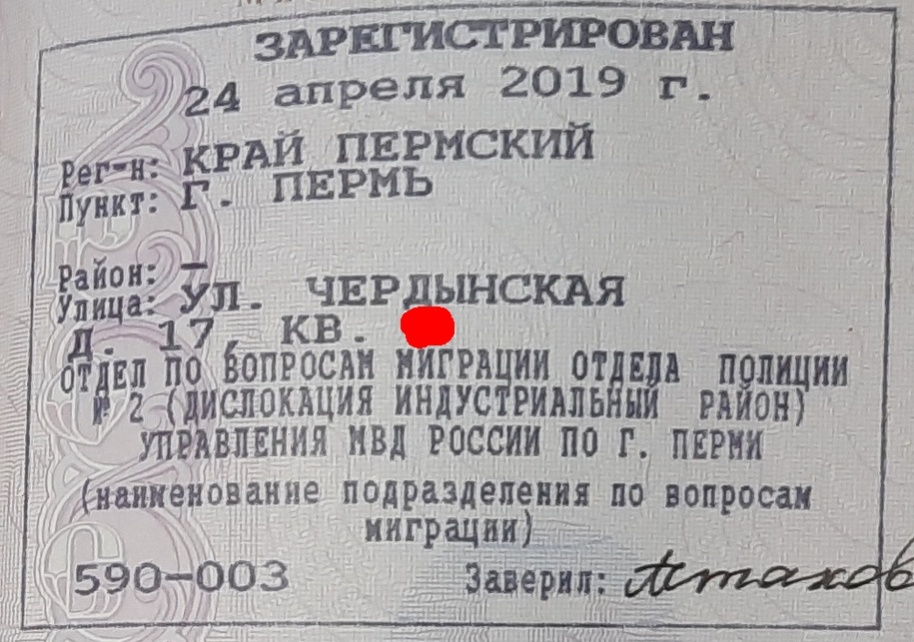 ЗАРЕГИСТРИРОВАН
24 апреля 2019 г.
Рег-н: КРАЙ ПЕРМСКИЙ
Пункт: Г. ПЕРМЬ
Район: –
Улица: УЛ. ЧЕРДЫНСКАЯ
Д. 17, КВ.
ОТДЕЛ ПО ВОПРОСАМ МИГРАЦИИ ОТДЕЛА ПОЛИЦИИ
№ 2 (ДИСЛОКАЦИЯ ИНДУСТРИАЛЬНЫЙ РАЙОН)
УПРАВЛЕНИЯ МВД РОССИИ ПО Г. ПЕРМИ
(наименование подразделения по вопросам
миграции)
590-003 Заверил: Астахов